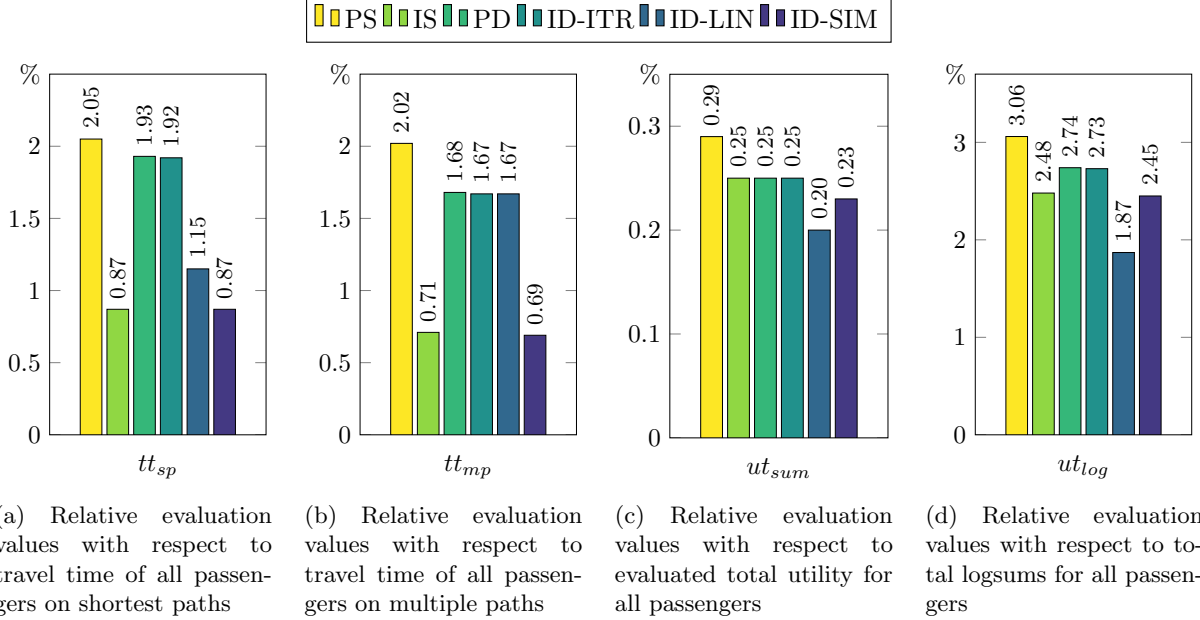 PS IS PD ID-ITR ID-LIN ID-SIM
%
2.05
0.87
1.93
1.92
1.15
0.87
2
1.5
1
0.5
0
tt_sp
%
2.02
0.71
1.68
1.67
1.67
0.69
2
1.5
1
0.5
0
tt_mp
%
0.29
0.25
0.25
0.25
0.20
0.23
0.3
0.2
0.1
0
ut_sum
%
3.06
2.48
2.74
2.73
1.87
2.45
3
2
1
0
ut_log
(a) Relative evaluation
values with respect to
travel time of all passen-
gers on shortest paths
(b) Relative evaluation
values with respect to
travel time of all passen-
gers on multiple paths
(c) Relative evaluation
values with respect to
evaluated total utility for
all passengers
(d) Relative evaluation
values with respect to to-
tal logsums for all passen-
gers